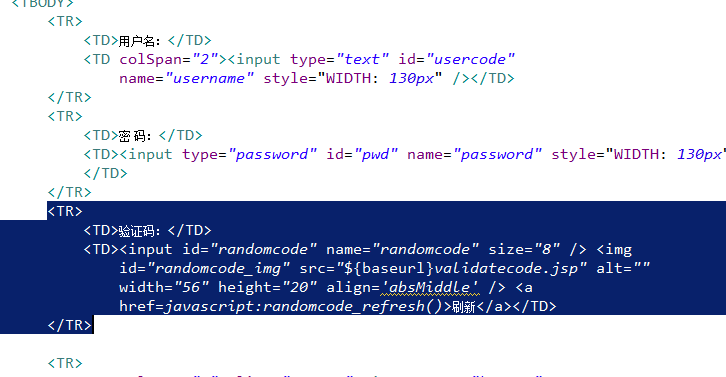 <TBODY>
<TR>
<TD>用户名：</TD>
<TD colSpan="2"><input type="text" id="usercode"
name="username" style="WIDTH: 130px" /></TD>
</TR>
<TR>
<TD>密码：</TD>
<TD><input type="password" id="pwd" name="password" style="WIDTH: 130px"
</TD>
</TR>
<TR>
<TD>验证码：</TD>
<TD><input id="randomcode" name="randomcode" size="8" /> <img
id="randomcode_img" src="${baseurl}validatecode.jsp" alt=""
width="56" height="20" align='absMiddle' /> <a
href=javascript:randomcode_refresh()>刷新</a></TD>
</TR>
<TR>